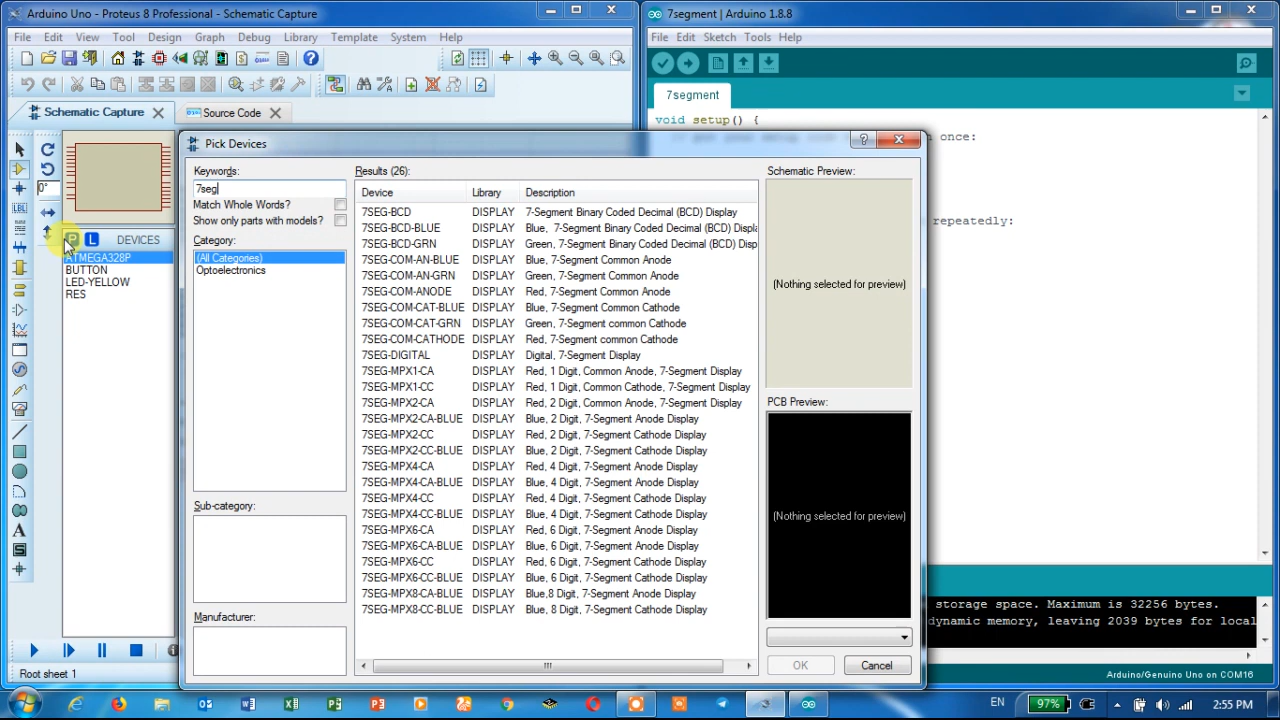 Arduino Uno - Proteus 8 Professional - Schematic Capture
File Edit View Tool Design Graph Debug Library Template System Help
Schematic Capture
Source Code
0°
LBL
P L DEVICES
ATMEGA328P
BUTTON
LED-YELLOW
RES
A
S
Root sheet 1
Pick Devices
Keywords:
7seg
Match Whole Words?
Show only parts with models?
Category:
(All Categories)
Optoelectronics
Sub-category:
Manufacturer:
Results (26):
Device Library Description
7SEG-BCD DISPLAY 7-Segment Binary Coded Decimal (BCD) Display
7SEG-BCD-BLUE DISPLAY Blue, 7-Segment Binary Coded Decimal (BCD) Displ
7SEG-BCD-GRN DISPLAY Green, 7-Segment Binary Coded Decimal (BCD) Disp
7SEG-COM-AN-BLUE DISPLAY Blue, 7-Segment Common Anode
7SEG-COM-AN-GRN DISPLAY Green, 7-Segment Common Anode
7SEG-COM-ANODE DISPLAY Red, 7-Segment Common Anode
7SEG-COM-CAT-BLUE DISPLAY Blue, 7-Segment Common Cathode
7SEG-COM-CAT-GRN DISPLAY Green, 7-Segment common Cathode
7SEG-COM-CATHODE DISPLAY Red, 7-Segment common Cathode
7SEG-DIGITAL DISPLAY Digital, 7-Segment Display
7SEG-MPX1-CA DISPLAY Red, 1 Digit, Common Anode, 7-Segment Display
7SEG-MPX1-CC DISPLAY Red, 1 Digit, Common Cathode, 7-Segment Display
7SEG-MPX2-CA DISPLAY Red, 2 Digit, Common Anode, 7-Segment Display
7SEG-MPX2-CA-BLUE DISPLAY Blue, 2 Digit, 7-Segment Anode Display
7SEG-MPX2-CC DISPLAY Red, 2 Digit, 7-Segment Cathode Display
7SEG-MPX2-CC-BLUE DISPLAY Blue, 2 Digit, 7-Segment Cathode Display
7SEG-MPX4-CA DISPLAY Red, 4 Digit, 7-Segment Anode Display
7SEG-MPX4-CA-BLUE DISPLAY Blue, 4 Digit, 7-Segment Anode Display
7SEG-MPX4-CC DISPLAY Red, 4 Digit, 7-Segment Cathode Display
7SEG-MPX4-CC-BLUE DISPLAY Blue, 4 Digit, 7-Segment Cathode Display
7SEG-MPX6-CA DISPLAY Red, 6 Digit, 7-Segment Anode Display
7SEG-MPX6-CA-BLUE DISPLAY Blue, 6 Digit, 7-Segment Anode Display
7SEG-MPX6-CC DISPLAY Red, 6 Digit, 7-Segment Cathode Display
7SEG-MPX6-CC-BLUE DISPLAY Blue, 6 Digit, 7-Segment Cathode Display
7SEG-MPX8-CA-BLUE DISPLAY Blue,8 Digit, 7-Segment Anode Display
7SEG-MPX8-CC-BLUE DISPLAY Blue, 8 Digit, 7-Segment Cathode Display
Schematic Preview:
(Nothing selected for preview)
PCB Preview:
(Nothing selected for preview)
OK Cancel
7segment | Arduino 1.8.8
File Edit Sketch Tools Help
7segment
void setup() {
once:
repeatedly:
storage space. Maximum is 32256 bytes.
dynamic memory, leaving 2039 bytes for local
Arduino/Genuino Uno on COM16
EN 97% 2:55 PM